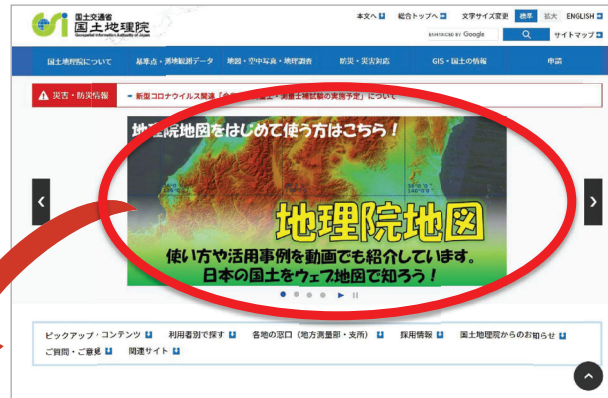 国土交通省
国土地理院
Geospatial Information Authority of Japan
本文へ 総合トップへ 文字サイズ変更 標準 拡大 ENGLISH
ENHANCED BY Google サイトマップ
国土地理院について 基準点・測地観測データ 地図・空中写真・地理調査 防災・災害対応 GIS・国土の情報 申請
災害・防災情報 新型コロナウイルス関連「令
の実施予定」について
地理院地図をはじめて使う方はこちら!
地理院地図
使い方や活用事例を動画でも紹介しています。
日本の国土をウェブ地図で知ろう!
ピックアップ・コンテンツ 利用者別で探す 各地の窓口(地方測量部・支所) 採用情報 国土地理院からのお知らせ
ご質問・ご意見 関連サイト